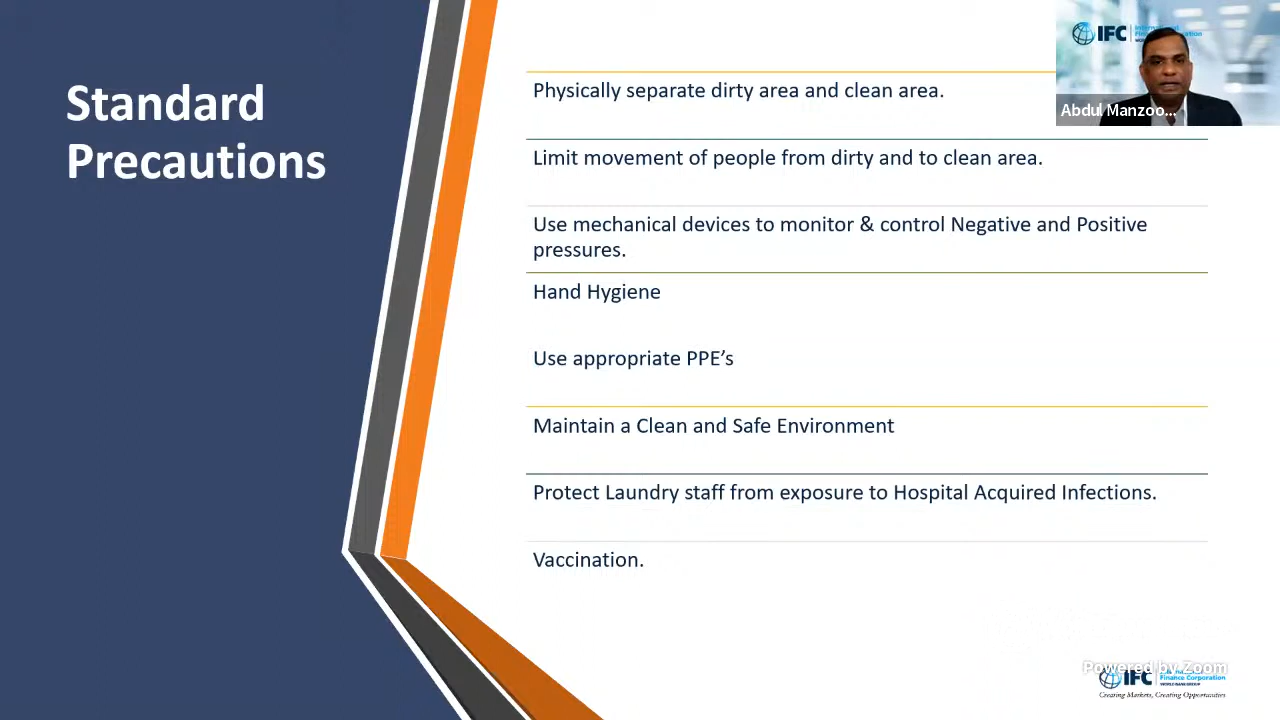 Standard
Precautions
Physically separate dirty area and clean area.
Limit movement of people from dirty and to clean area.
Use mechanical devices to monitor & control Negative and Positive
pressures.
Hand Hygiene
Use appropriate PPE’s
Maintain a Clean and Safe Environment
Protect Laundry staff from exposure to Hospital Acquired Infections.
Vaccination.
IFC
Abdul Manzoo...
Powered by Zoom
IFC
Finance Corporation
WORLD BANK GROUP
Creating Markets, Creating Opportunities